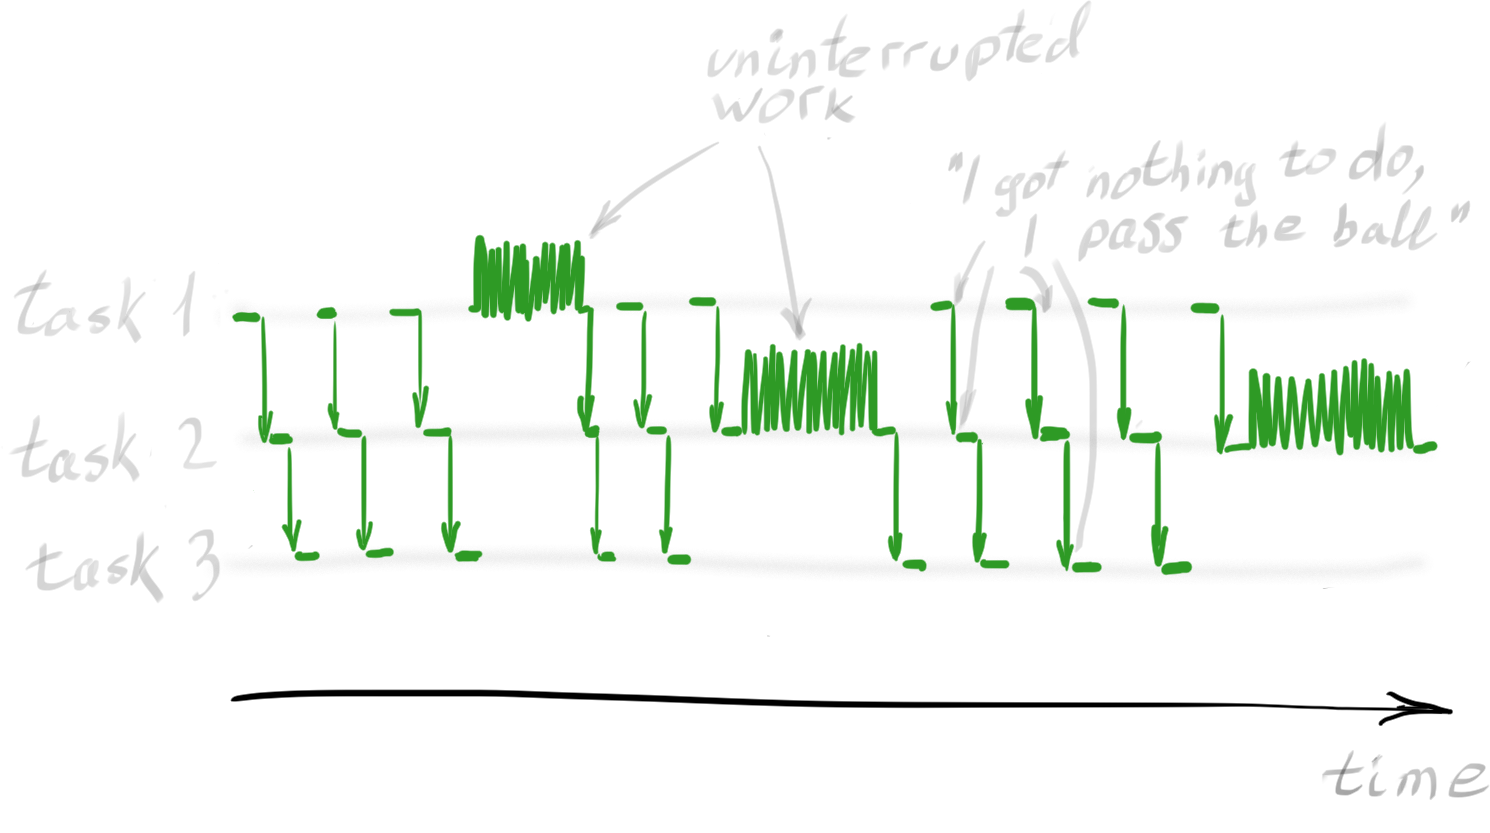 uninterrupted
work
"I got nothing to do,
I pass the ball"
task 1
task 2
task 3
time